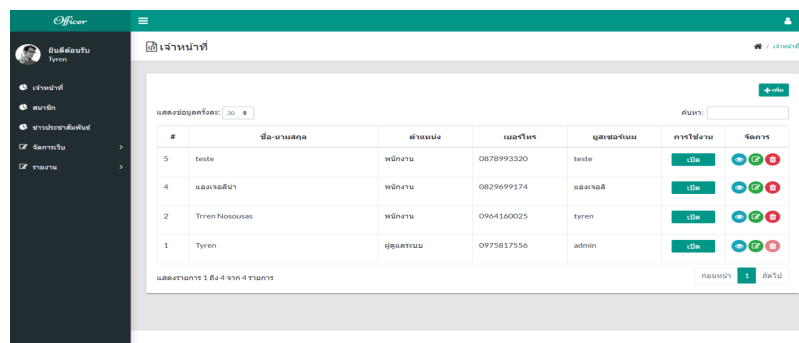 Officer
ยินดีต้อนรับ
Tyron
เจ้าหน้าที่
สมาชิก
ข่าวประชาสัมพันธ์
จัดการเว็บ
รายงาน
เจ้าหน้าที่
/ เจ้าหน้าที่
+ เพิ่ม
แสดงข้อมูลครั้งละ: 30
ค้นหา:
# ชื่อ-นามสกุล ตำแหน่ง เบอร์โทร ยูสเซอร์เนม การใช้งาน จัดการ
5 teste พนักงาน 0878993320 teste เปิด
4 แองเจอลีน่า พนักงาน 0829699174 แองเจอลี เปิด
2 Trren Nosousas พนักงาน 0964160025 tyren เปิด
1 Tyren ผู้ดูแลระบบ 0975817556 admin เปิด
แสดงรายการ 1 ถึง 4 จาก 4 รายการ
ก่อนหน้า 1 ถัดไป